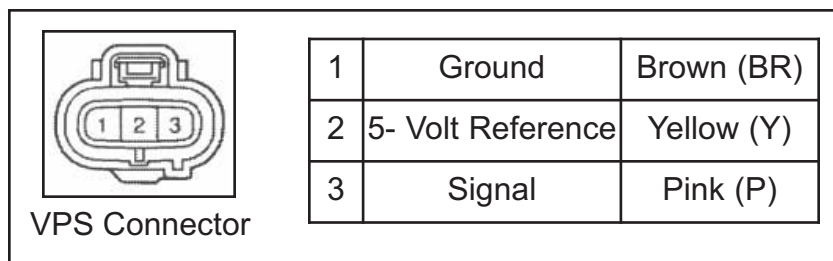 1 2 3
VPS Connector
1 Ground Brown (BR)
2 5- Volt Reference Yellow (Y)
3 Signal Pink (P)